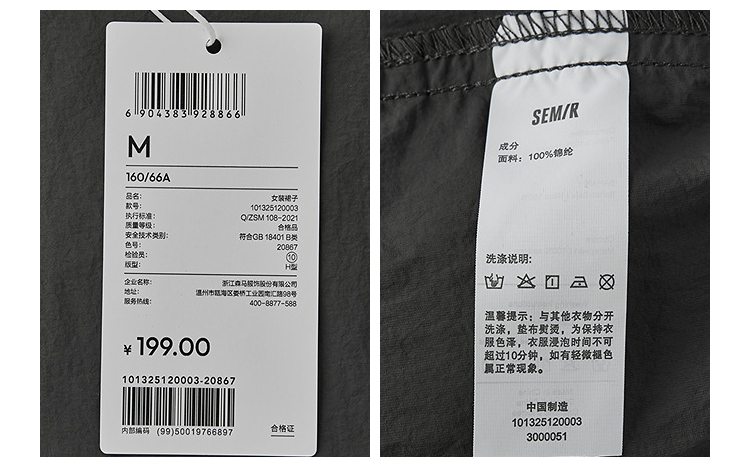 6 904383 928866
M
160/66A
品名: 女装裙子
款号: 101325120003
执行标准: Q/ZSM 108-2021
质量等级: 合格品
安全技术类别: 符合GB 18401 B类
色号: 20867
检验员: 10
版型: H型
企业名称: 浙江森马服饰股份有限公司
地址: 温州市瓯海区娄桥工业园南汇路98号
服务热线: 400-8877-588
¥ 199.00
101325120003-20867
内部编码 (99)50019766897
合格证
SEM/R
成分
面料: 100%锦纶
洗涤说明:
温馨提示: 与其他衣物分开
洗涤, 垫布熨烫, 为保持衣
服色泽, 衣服浸泡时间不可
超过10分钟, 如有轻微褪色
属正常现象。
中国制造
101325120003
3000051